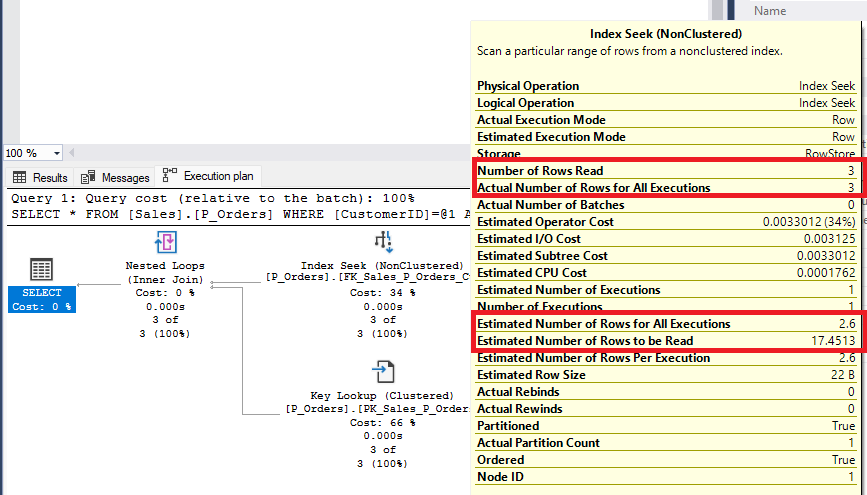 Name
100 %
Results Messages Execution plan
Query 1: Query cost (relative to the batch): 100%
SELECT * FROM [Sales].[P_Orders] WHERE [CustomerID]=@1 A
SELECT
Cost: 0 %
Nested Loops
(Inner Join)
Cost: 0 %
0.000s
3 of
3 (100%)
Index Seek (NonClustered)
[P_Orders].[FK_Sales_P_Orders_C
Cost: 34 %
0.000s
3 of
3 (100%)
Key Lookup (Clustered)
[P_Orders].[PK_Sales_P_Order
Cost: 66 %
0.000s
3 of
3 (100%)
Index Seek (NonClustered)
Scan a particular range of rows from a nonclustered index.
Physical Operation Index Seek
Logical Operation Index Seek
Actual Execution Mode Row
Estimated Execution Mode Row
Storage RowStore
Number of Rows Read 3
Actual Number of Rows for All Executions 3
Actual Number of Batches 0
Estimated Operator Cost 0.0033012 (34%)
Estimated I/O Cost 0.003125
Estimated Subtree Cost 0.0033012
Estimated CPU Cost 0.0001762
Estimated Number of Executions 1
Number of Executions 1
Estimated Number of Rows for All Executions 2.6
Estimated Number of Rows to be Read 17.4513
Estimated Number of Rows Per Execution 2.6
Estimated Row Size 22 B
Actual Rebinds 0
Actual Rewinds 0
Partitioned True
Actual Partition Count 1
Ordered True
Node ID 1